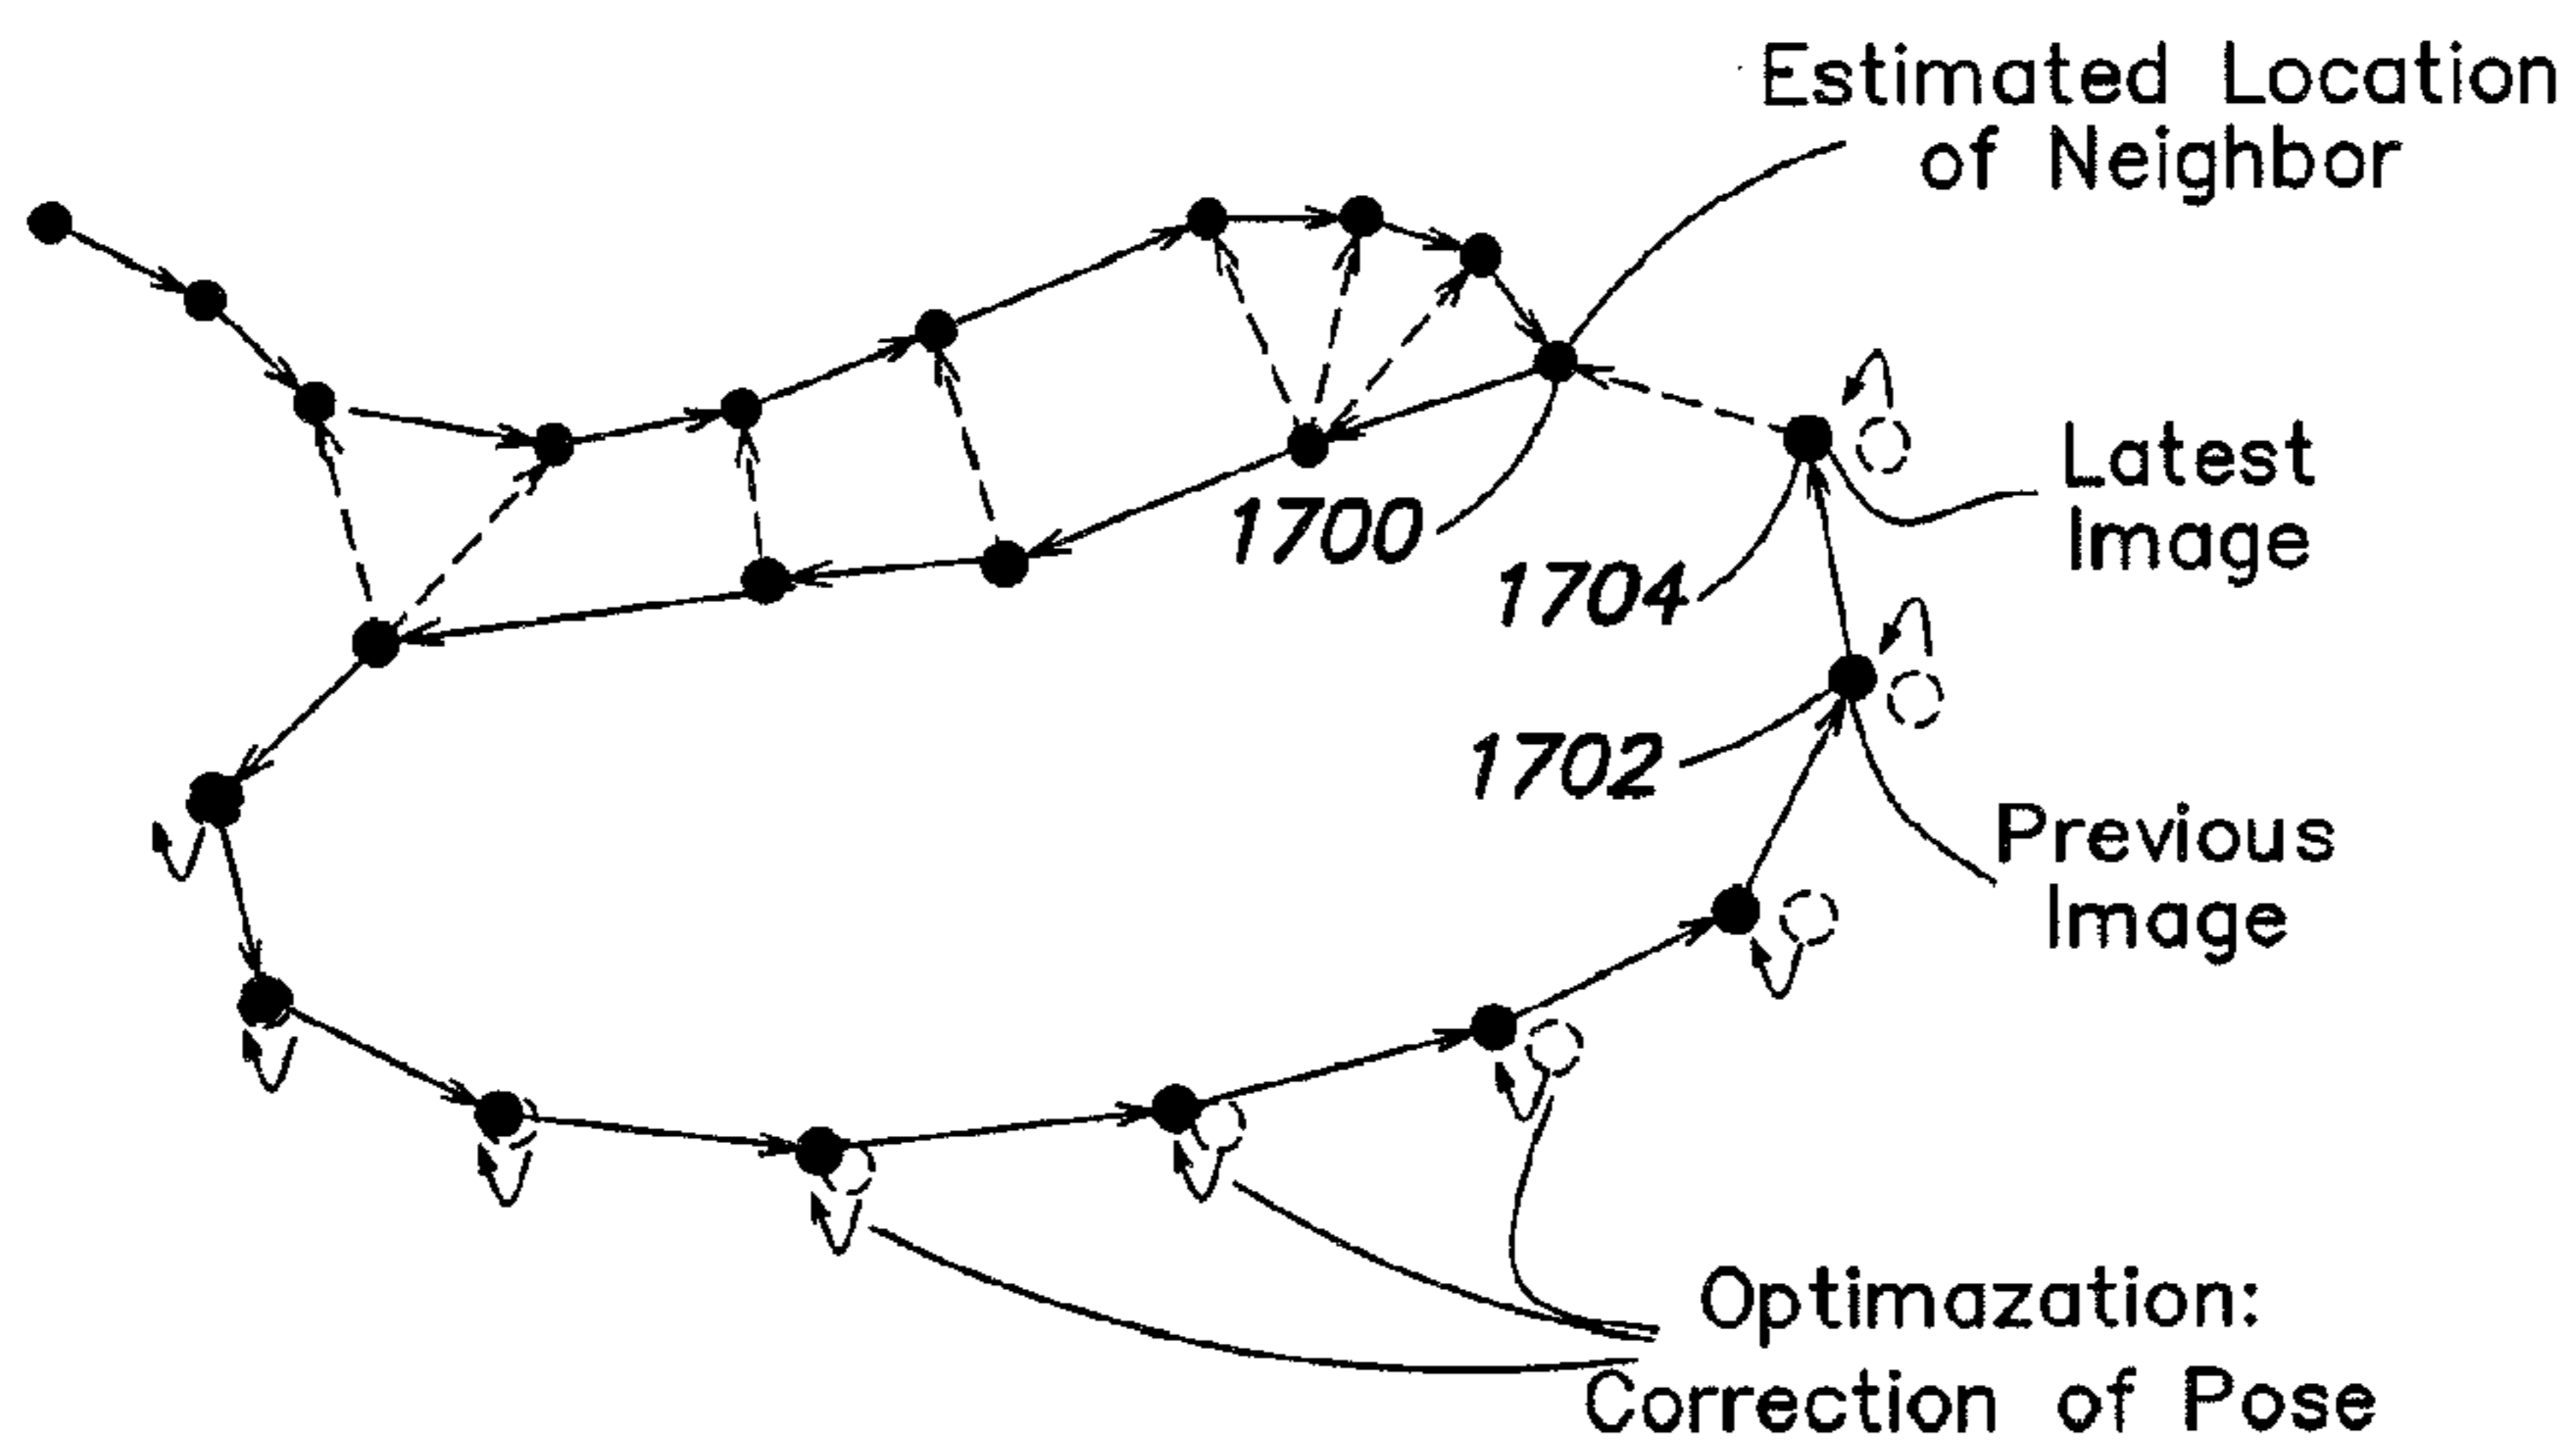 Estimated Location
of Neighbor
1700
Latest
Image
1704
1702
Previous
Image
Optimazation:
Correction of Pose